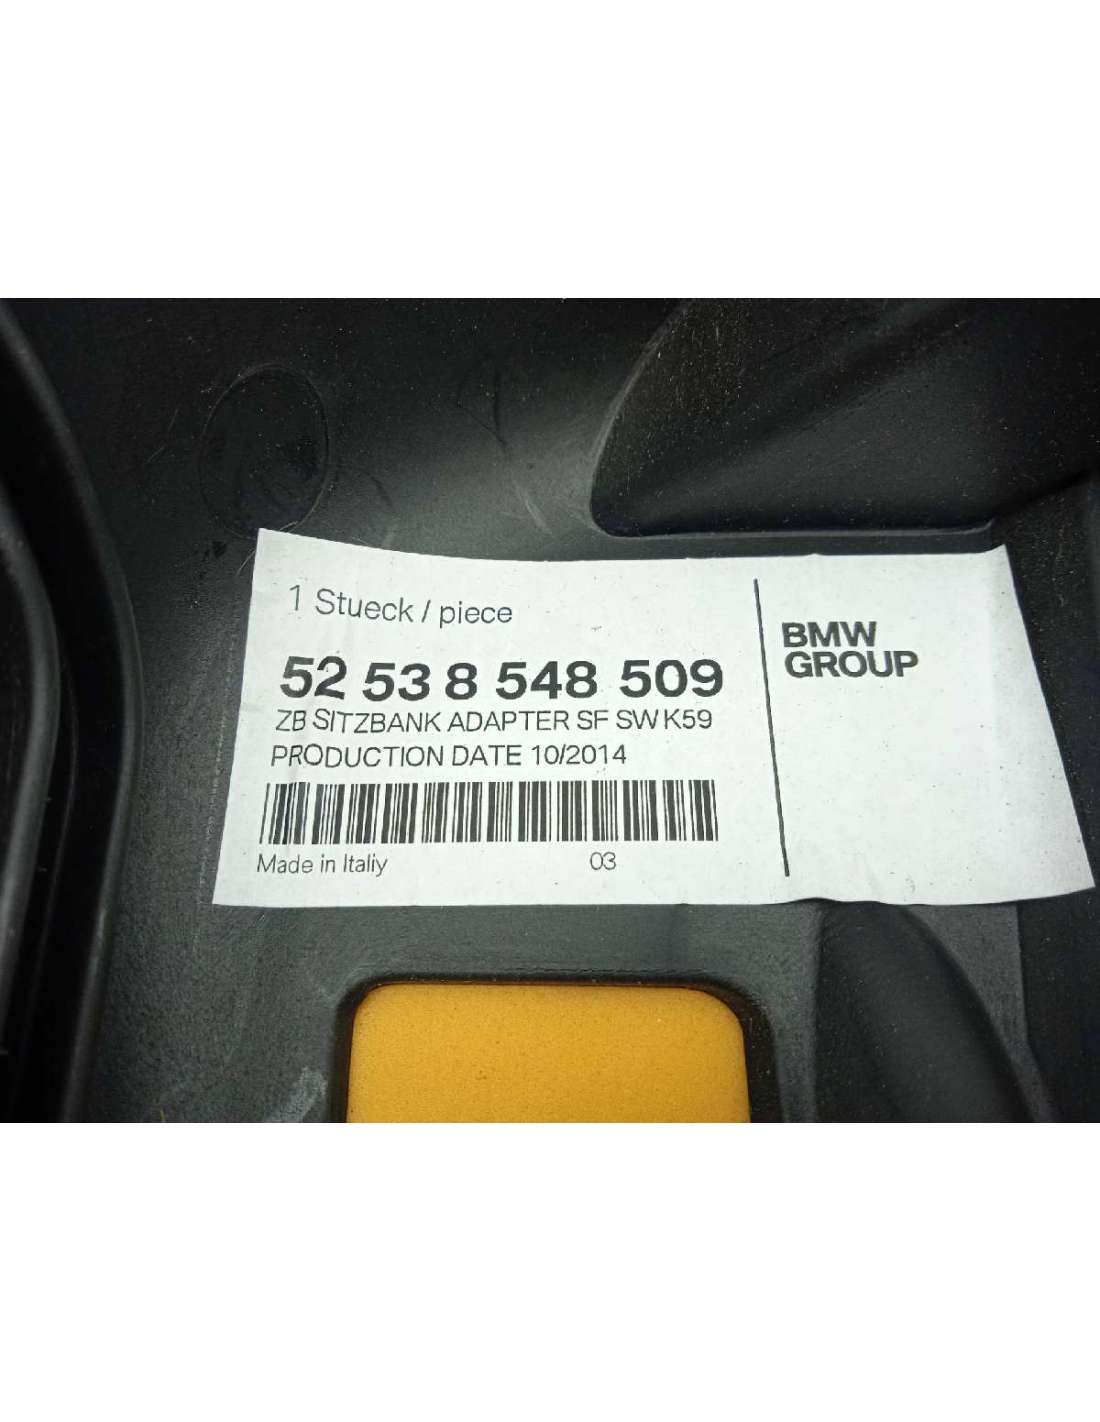 1 Stueck / piece
52 53 8 548 509
ZB SITZBANK ADAPTER SF SW K59
PRODUCTION DATE 10/2014
Made in Italiy
03
BMW
GROUP